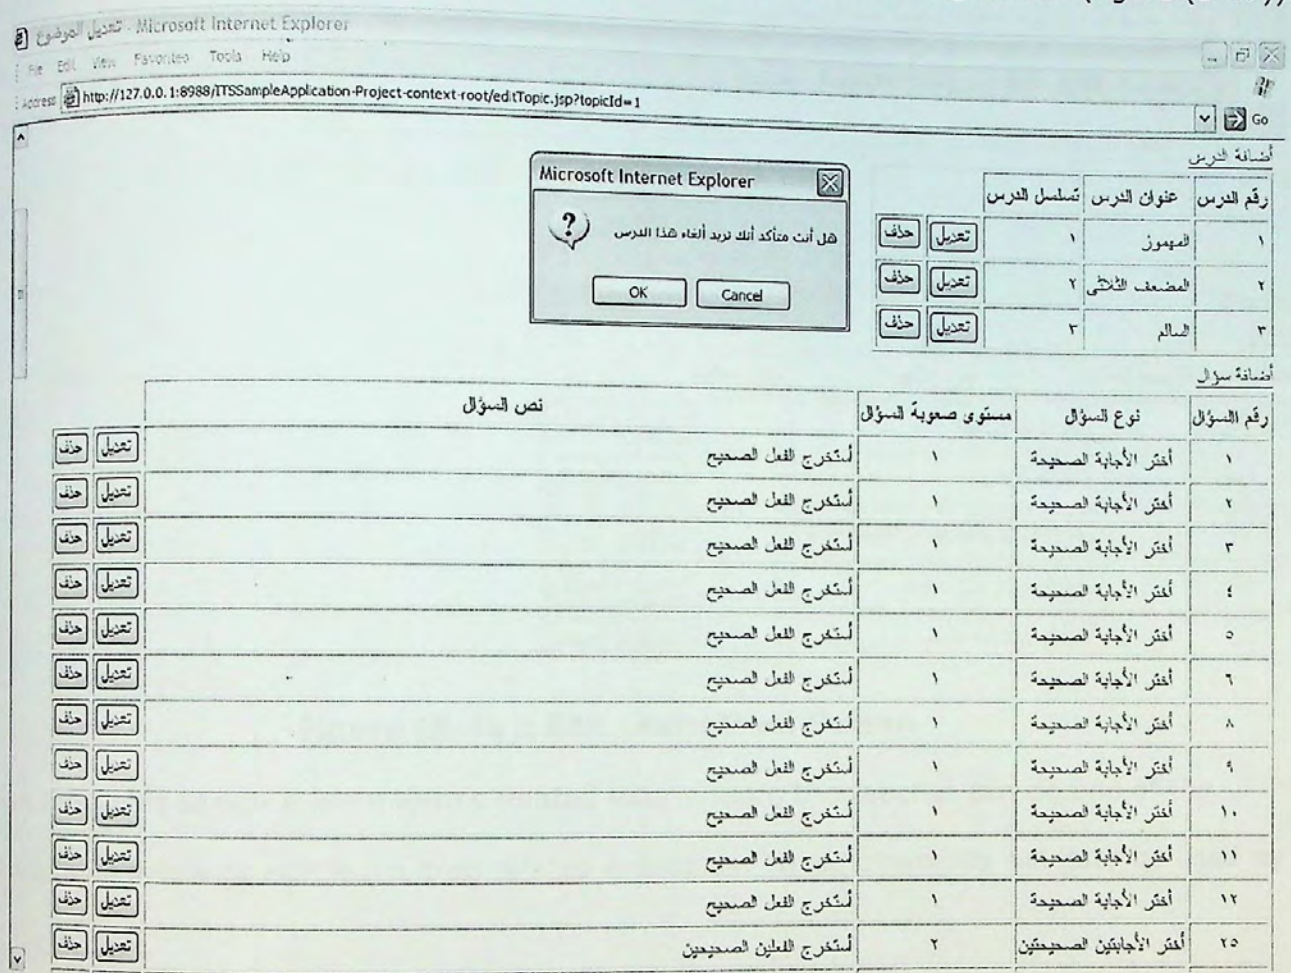 تعديل الموضوع - Microsoft Internet Explorer
File Edit View Favorites Tools Help
Address http://127.0.0.1:8988/ITSSampleApplication-Project-context-root/editTopic.jsp?topicId=1 Go
أضافة الدرس
رقم الدرس عنوان الدرس تسلسل الدرس
١ المهموز ١ تعديل حذف
٢ المضعف الثلاثى ٢ تعديل حذف
٣ السالم ٣ تعديل حذف
Microsoft Internet Explorer
هل أنت متأكد أنك تريد ألغاء هذا الدرس
OK Cancel
أضافة سؤال
رقم االسؤال نوع السؤال مستوى صعوبة السؤال نص السؤال
١ أختر الأجابة الصحيحة ١ أستخرج الفعل الصحيح تعديل حذف
٢ أختر الأجابة الصحيحة ١ أستخرج الفعل الصحيح تعديل حذف
٣ أختر الأجابة الصحيحة ١ أستخرج الفعل الصحيح تعديل حذف
٤ أختر الأجابة الصحيحة ١ أستخرج الفعل الصحيح تعديل حذف
٥ أختر الأجابة الصحيحة ١ أستخرج الفعل الصحيح تعديل حذف
٦ أختر الأجابة الصحيحة ١ أستخرج الفعل الصحيح تعديل حذف
٨ أختر الأجابة الصحيحة ١ أستخرج الفعل الصحيح تعديل حذف
٩ أختر الأجابة الصحيحة ١ أستخرج الفعل الصحيح تعديل حذف
١٠ أختر الأجابة الصحيحة ١ أستخرج الفعل الصحيح تعديل حذف
١١ أختر الأجابة الصحيحة ١ أستخرج الفعل الصحيح تعديل حذف
١٢ أختر الأجابة الصحيحة ١ أستخرج الفعل الصحيح تعديل حذف
٢٥ أختر الأجابتين الصحيحتين ٢ أستخرج الفعلين الصحيحين تعديل حذف